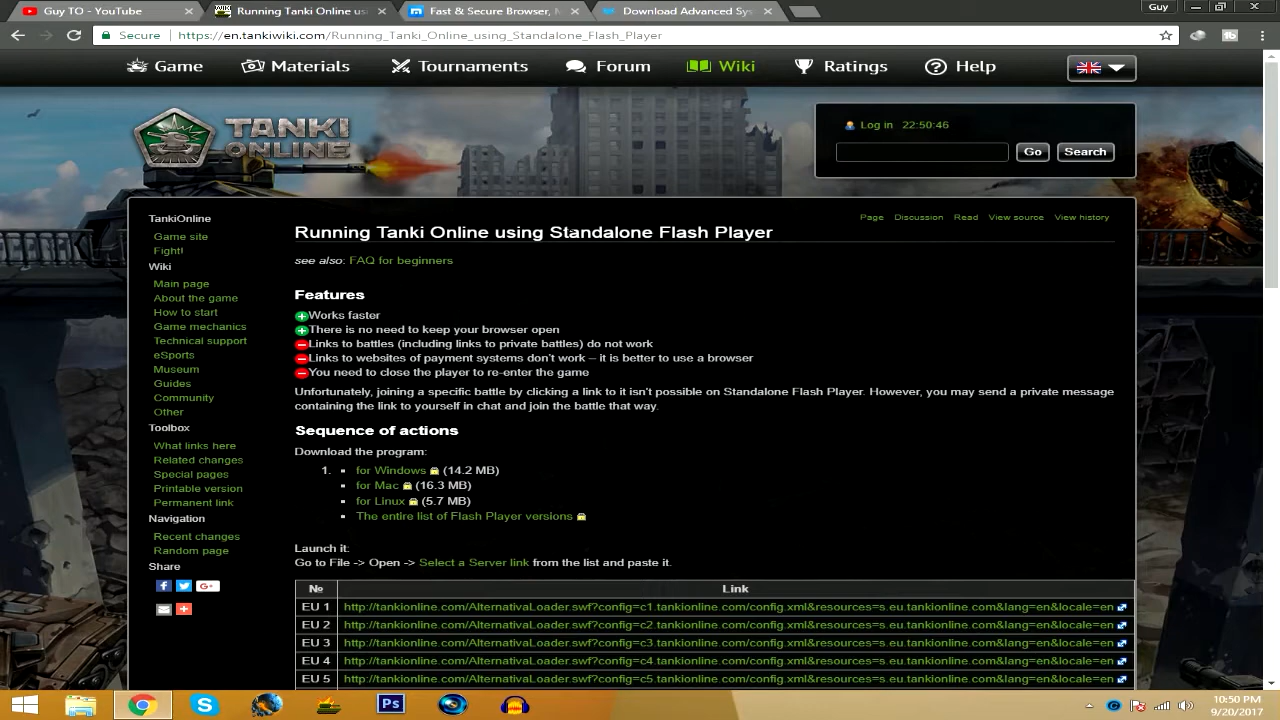 Guy TO - YouTube
Running Tanki Online us
Fast & Secure Browser, N
Download Advanced Sys
Guy
Secure
https://en.tankiwiki.com/Running_Tanki_Online_using_Standalone_Flash_Player
Game
Materials
Tournaments
Forum
Wiki
Ratings
Help
TANKI
ONLINE
Log in 22:50:46
Go
Search
Page
Discussion
Read
View source
View history
TankiOnline
Game site
Fight!
Wiki
Main page
About the game
How to start
Game mechanics
Technical support
eSports
Museum
Guides
Community
Other
Toolbox
What links here
Related changes
Special pages
Printable version
Permanent link
Navigation
Recent changes
Random page
Share
Running Tanki Online using Standalone Flash Player
see also: FAQ for beginners
Features
Works faster
There is no need to keep your browser open
Links to battles (including links to private battles) do not work
Links to websites of payment systems don't work – it is better to use a browser
You need to close the player to re-enter the game
Unfortunately, joining a specific battle by clicking a link to it isn't possible on Standalone Flash Player. However, you may send a private message
containing the link to yourself in chat and join the battle that way.
Sequence of actions
Download the program:
1. ▪ for Windows (14.2 MB)
▪ for Mac (16.3 MB)
▪ for Linux (5.7 MB)
▪ The entire list of Flash Player versions
Launch it:
Go to File -> Open -> Select a Server link from the list and paste it.
№ Link
EU 1 http://tankionline.com/AlternativaLoader.swf?config=c1.tankionline.com/config.xml&resources=s.eu.tankionline.com&lang=en&locale=en
EU 2 http://tankionline.com/AlternativaLoader.swf?config=c2.tankionline.com/config.xml&resources=s.eu.tankionline.com&lang=en&locale=en
EU 3 http://tankionline.com/AlternativaLoader.swf?config=c3.tankionline.com/config.xml&resources=s.eu.tankionline.com&lang=en&locale=en
EU 4 http://tankionline.com/AlternativaLoader.swf?config=c4.tankionline.com/config.xml&resources=s.eu.tankionline.com&lang=en&locale=en
EU 5 http://tankionline.com/AlternativaLoader.swf?config=c5.tankionline.com/config.xml&resources=s.eu.tankionline.com&lang=en&locale=en
Ps
10:50 PM
9/20/2017